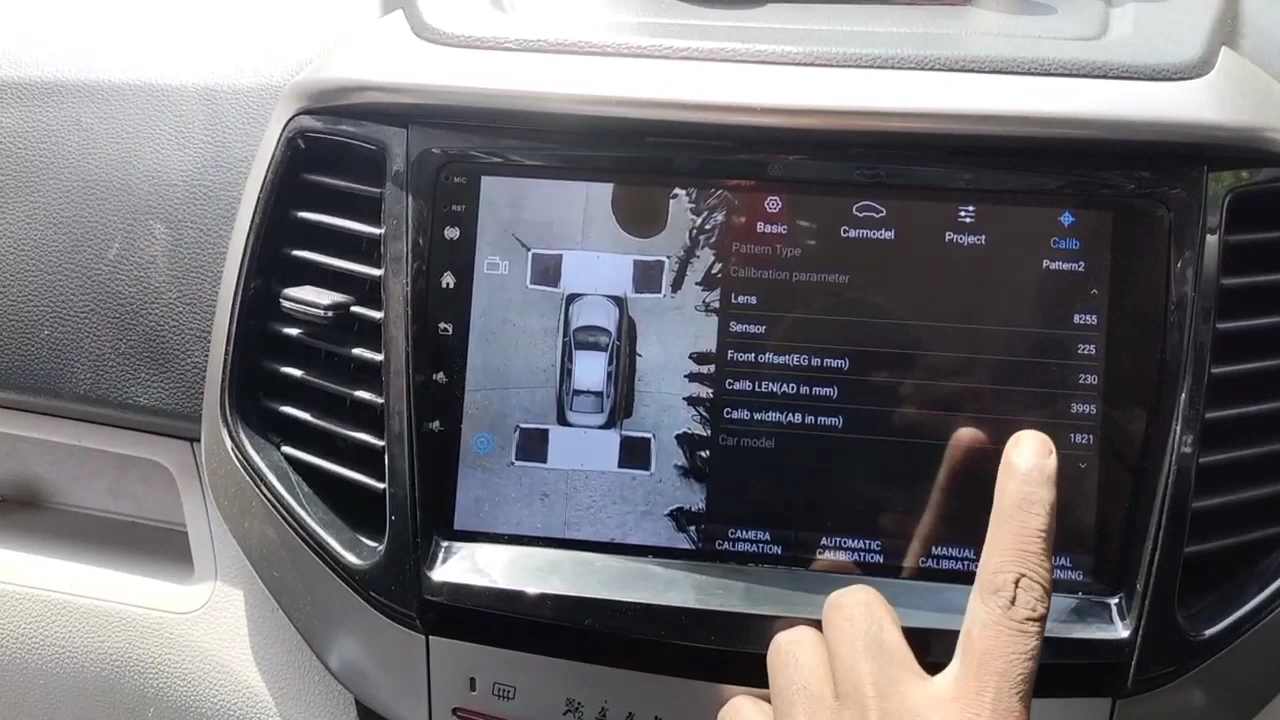 MIC
RST
Basic
Carmodel
Project
Calib
Pattern Type
Pattern2
Calibration parameter
Lens
8255
Sensor
225
Front offset(EG in mm)
230
Calib LEN(AD in mm)
3995
Calib width(AB in mm)
1821
Car model
CAMERA
CALIBRATION
AUTOMATIC
CALIBRATION
MANUAL